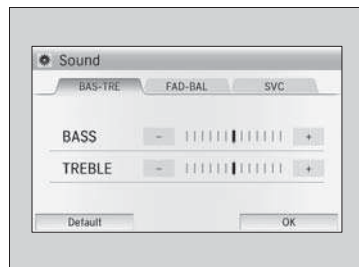 Sound
BAS-TRE FAD-BAL SVC
BASS - +
TREBLE - +
Default OK